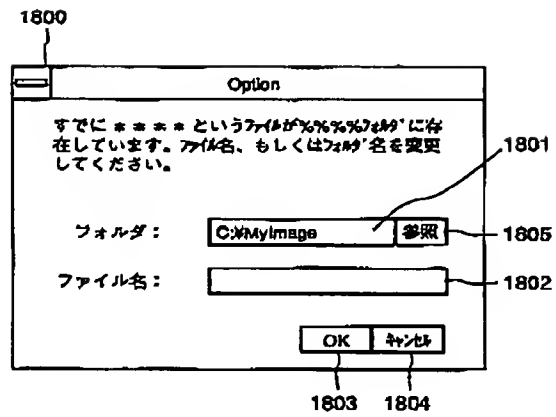 1800
Option
すでに＊＊＊＊というﾌｧｲﾙが%%%%ﾌｫﾙﾀﾞに存
在しています。ﾌｧｲﾙ名、もしくはﾌｫﾙﾀﾞ名を変更
してください。
1801
フォルダ： C:¥MyImage 参照 1805
ファイル名： 1802
OK ｷｬﾝｾﾙ
1803 1804